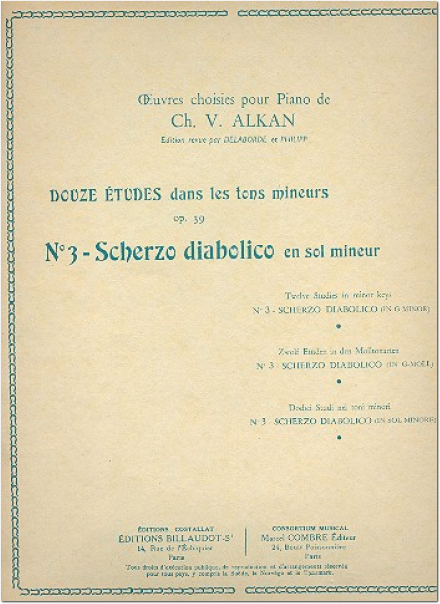 Œuvres choisies pour Piano de
Ch. V. ALKAN
Edition revue par DELABORDE et PHILIPP
DOUZE ÉTUDES dans les tons mineurs
op. 39
N° 3 - Scherzo diabolico en sol mineur
Twelve Studies in minor keys
N° 3 - SCHERZO DIABOLICO (IN G MINOR)
Zwölf Etuden in den Molltonarten
N° 3 - SCHERZO DIABOLICO (IN G-MOLL)
Dodici Studi nei toni minori
N° 3 - SCHERZO DIABOLICO (IN SOL MINORE)
ÉDITIONS COSTALLAT
ÉDITIONS BILLAUDOT-Sr
14, Rue de l'Échiquier
Paris
CONSORTIUM MUSICAL
Marcel COMBRE Éditeur
24, Boulr Poissonnière
Paris
Tous droits d'exécution publique, de reproduction et d'arrangement réservés
pour tous pays, y compris la Suède, la Norvège et le Danemark.